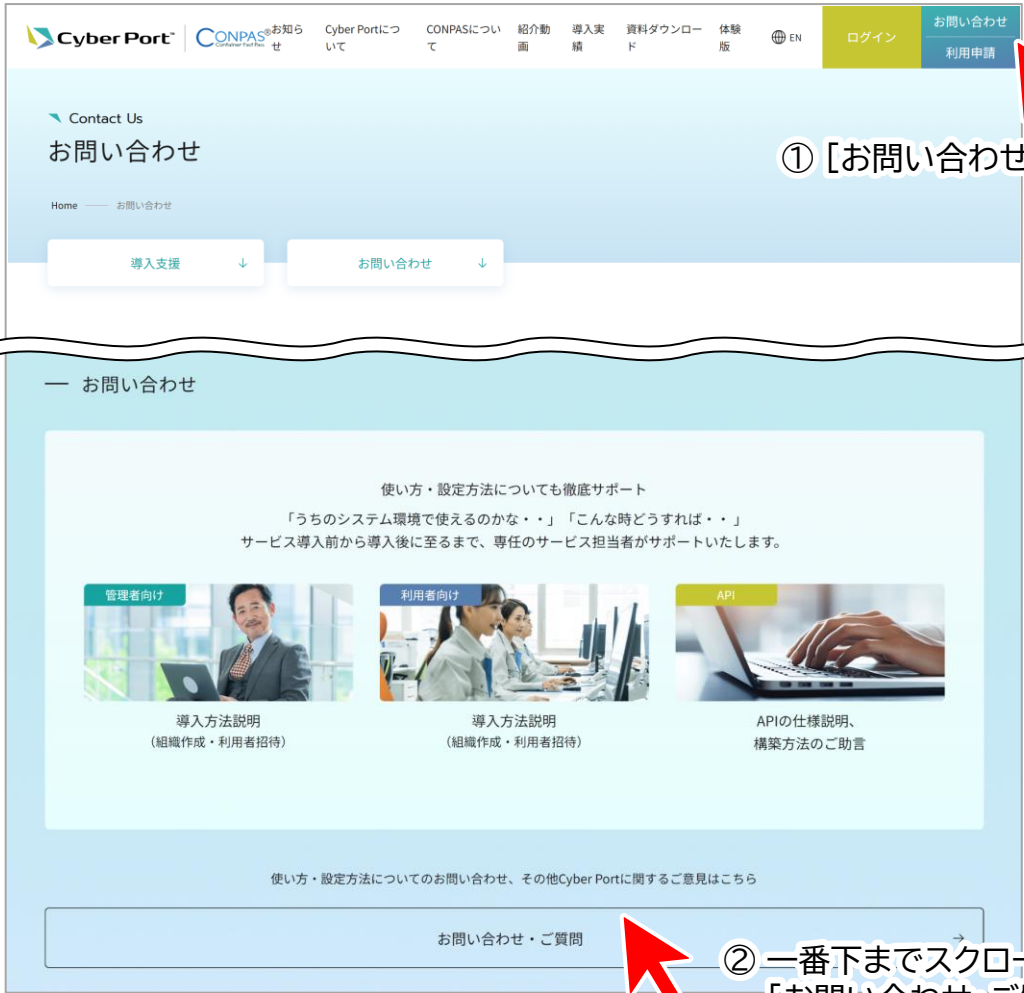 Cyber Port
CONPAS
お知らせ
Cyber Portについて
CONPASについて
紹介動画
導入実績
資料ダウンロード
体験版
EN
ログイン
お問い合わせ
利用申請
Contact Us
お問い合わせ
① [お問い合わせ
Home
お問い合わせ
導入支援
お問い合わせ
お問い合わせ
使い方・設定方法についても徹底サポート
「うちのシステム環境で使えるのかな・・」「こんな時どうすれば・・」
サービス導入前から導入後に至るまで、専任のサービス担当者がサポートいたします。
管理者向け
利用者向け
API
導入方法説明
（組織作成・利用者招待）
導入方法説明
（組織作成・利用者招待）
APIの仕様説明、
構築方法のご助言
使い方・設定方法についてのお問い合わせ、その他Cyber Portに関するご意見はこちら
お問い合わせ・ご質問
② 一番下までスクロー